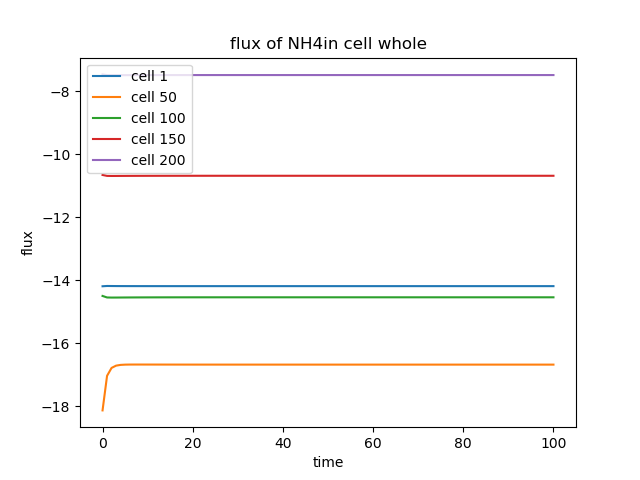 flux of NH4in cell whole
cell 1
cell 50
cell 100
cell 150
cell 200
−8
−10
−12
−14
−16
−18
flux
0 20 40 60 80 100
time